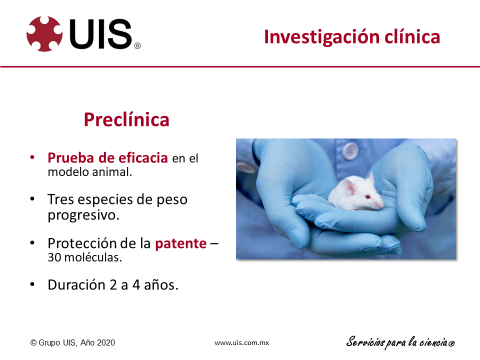 UIS®
Investigación clínica
Preclínica
• Prueba de eficacia en el
modelo animal.
• Tres especies de peso
progresivo.
• Protección de la patente –
30 moléculas.
• Duración 2 a 4 años.
© Grupo UIS, Año 2020
www.uis.com.mx
Servicios para la ciencia®